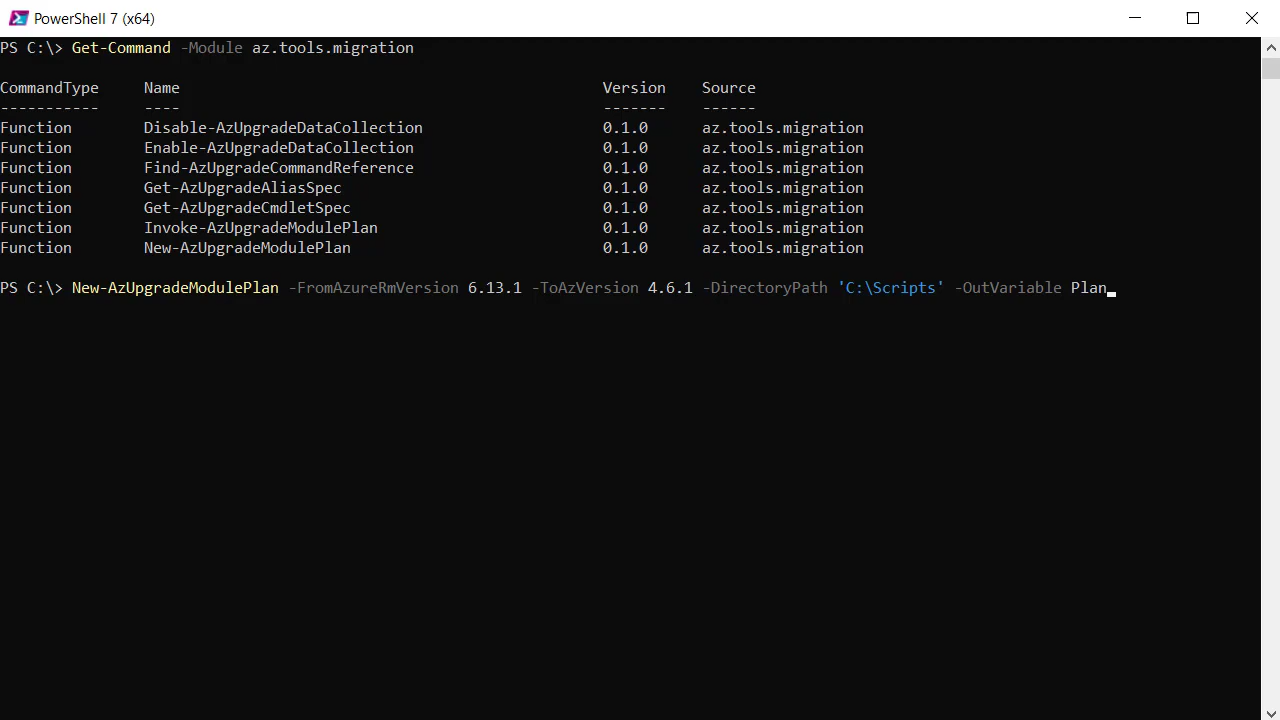 PowerShell 7 (x64)
PS C:\> Get-Command -Module az.tools.migration
CommandType     Name                                               Version    Source
-----------     ----                                               -------    ------
Function        Disable-AzUpgradeDataCollection                    0.1.0      az.tools.migration
Function        Enable-AzUpgradeDataCollection                     0.1.0      az.tools.migration
Function        Find-AzUpgradeCommandReference                     0.1.0      az.tools.migration
Function        Get-AzUpgradeAliasSpec                             0.1.0      az.tools.migration
Function        Get-AzUpgradeCmdletSpec                            0.1.0      az.tools.migration
Function        Invoke-AzUpgradeModulePlan                         0.1.0      az.tools.migration
Function        New-AzUpgradeModulePlan                            0.1.0      az.tools.migration
PS C:\> New-AzUpgradeModulePlan -FromAzureRmVersion 6.13.1 -ToAzVersion 4.6.1 -DirectoryPath 'C:\Scripts' -OutVariable Plan